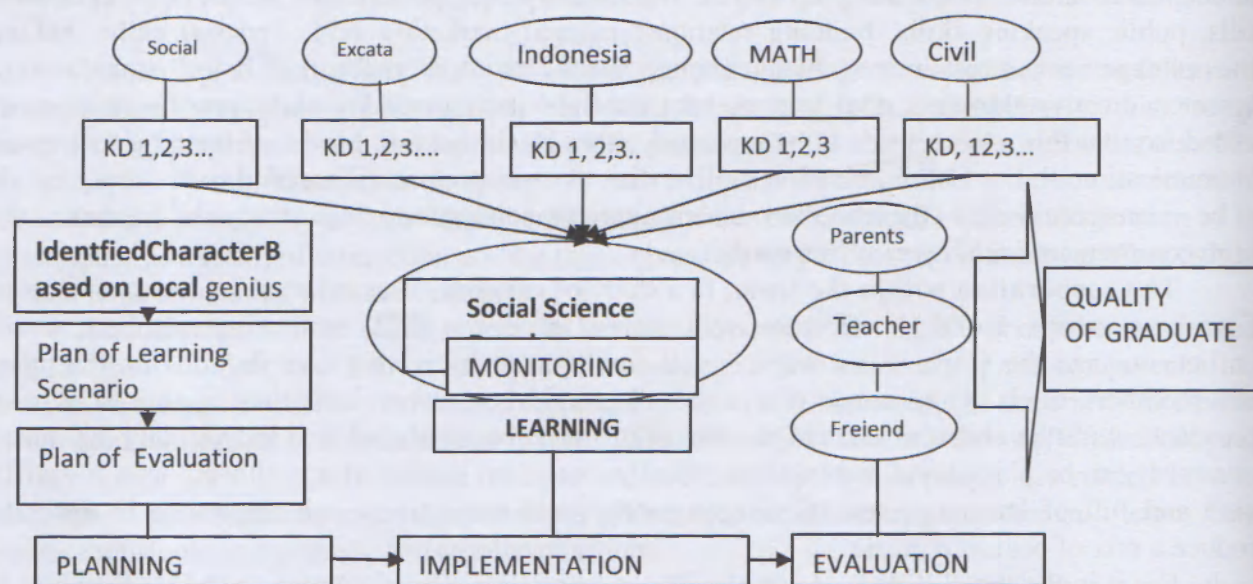 Social
Excata
Indonesia
MATH
Civil
KD 1,2,3...
KD 1,2,3....
KD 1, 2,3..
KD 1;2,3
KD, 12,3...
IdentfiedCharacterB
ased on Local genius
Plan of Learning
Scenario
Plan of Evaluation
Social Science
MONITORING
LEARNING
Parents
Teacher
Freiend
QUALITY
OF GRADUATE
PLANNING
IMPLEMENTATION
EVALUATION